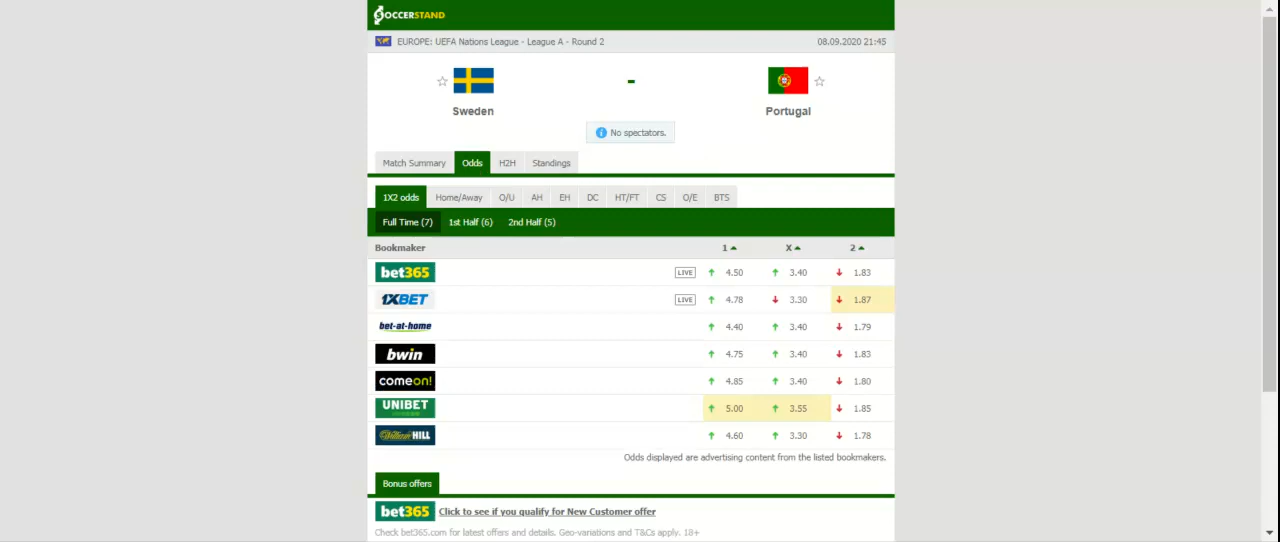 SOCCERSTAND
EUROPE: UEFA Nations League - League A - Round 2 08.09.2020 21:45
-
Sweden Portugal
No spectators.
Match Summary Odds H2H Standings
1X2 odds Home/Away O/U AH EH DC HT/FT CS O/E BTS
Full Time (7) 1st Half (6) 2nd Half (5)
Bookmaker 1 X 2
bet365 LIVE 4.50 3.40 1.83
1XBET LIVE 4.78 3.30 1.87
bet-at-home 4.40 3.40 1.79
bwin 4.75 3.40 1.83
comeon! 4.85 3.40 1.80
UNIBET 5.00 3.55 1.85
William HILL 4.60 3.30 1.78
Odds displayed are advertising content from the listed bookmakers.
Bonus offers
bet365 Click to see if you qualify for New Customer offer
Check bet365.com for latest offers and details. Geo-variations and T&Cs apply. 18+